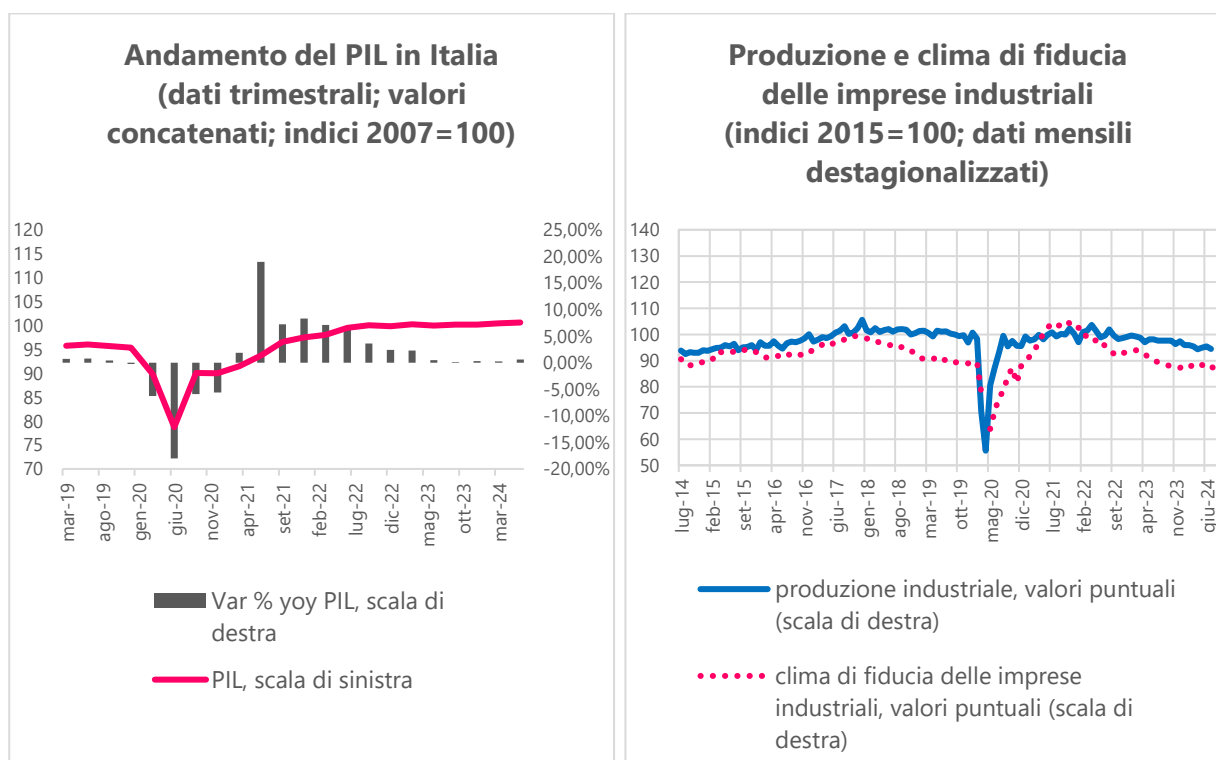 Andamento del PIL in Italia
(dati trimestrali; valori
concatenati; indici 2007=100)
120
115
110
105
100
95
90
85
80
75
70
25,00%
20,00%
15,00%
10,00%
5,00%
0,00%
-5,00%
-10,00%
-15,00%
-20,00%
mar-19
ago-19
gen-20
giu-20
nov-20
apr-21
set-21
feb-22
lug-22
dic-22
mag-23
ott-23
mar-24
Var % yoy PIL, scala di
destra
PIL, scala di sinistra
Produzione e clima di fiducia
delle imprese industriali
(indici 2015=100; dati mensili
destagionalizzati)
140
130
120
110
100
90
80
70
60
50
lug-14
feb-15
set-15
apr-16
nov-16
giu-17
gen-18
ago-18
mar-19
ott-19
mag-20
dic-20
lug-21
feb-22
set-22
apr-23
nov-23
giu-24
produzione industriale, valori puntuali
(scala di destra)
clima di fiducia delle imprese
industriali, valori puntuali (scala di
destra)